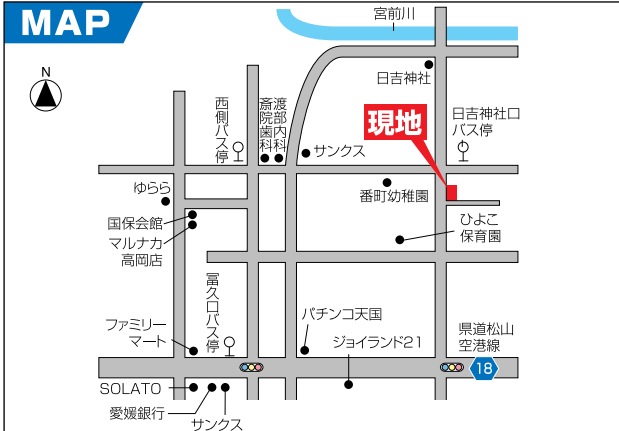 MAP
宮前川
N
日吉神社
西側バス停
斎院歯科
渡部内科
サンクス
現地
日吉神社口
バス停
ゆらら
番町幼稚園
国保会館
マルナカ
高岡店
ひよこ
保育園
冨久口バス停
パチンコ天国
ファミリー
マート
ジョイランド21
県道松山
空港線
18
SOLATO
愛媛銀行
サンクス